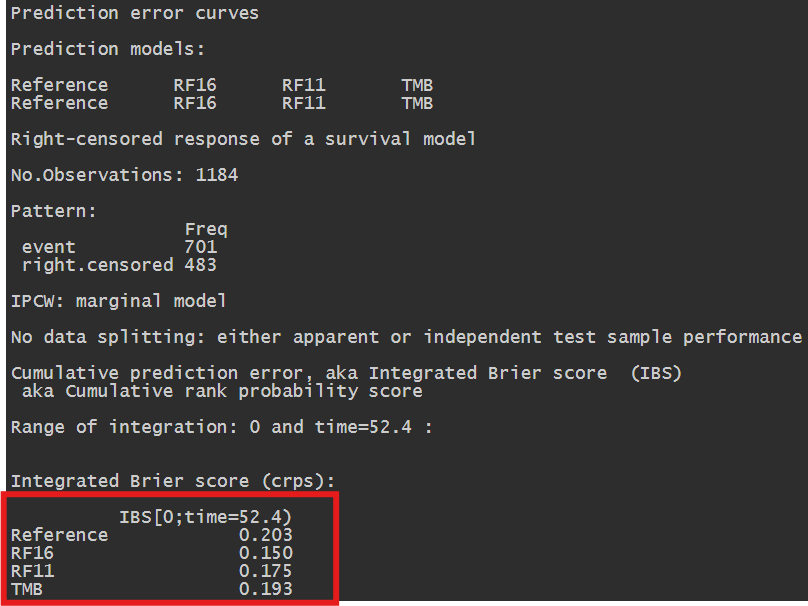 Prediction error curves
Prediction models:
Reference RF16 RF11 TMB
Reference RF16 RF11 TMB
Right-censored response of a survival model
No.Observations: 1184
Pattern:
Freq
event 701
right.censored 483
IPCW: marginal model
No data splitting: either apparent or independent test sample performance
Cumulative prediction error, aka Integrated Brier score (IBS)
aka Cumulative rank probability score
Range of integration: 0 and time=52.4 :
Integrated Brier score (crps):
IBS[0;time=52.4)
Reference 0.203
RF16 0.150
RF11 0.175
TMB 0.193